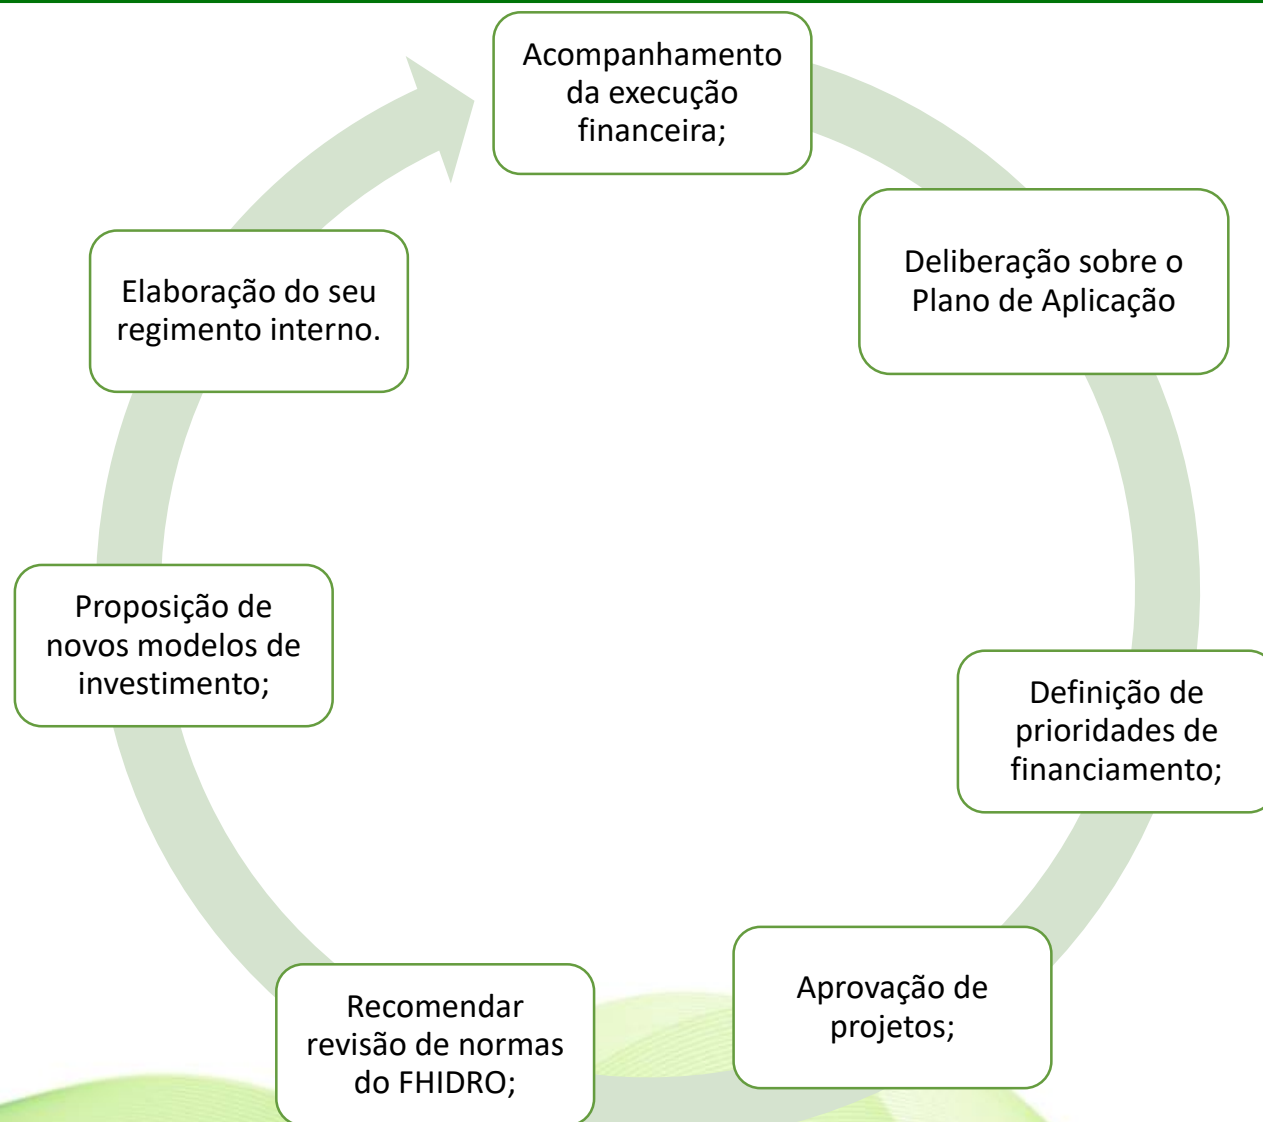 Acompanhamento
da execução
financeira;
Deliberação sobre o
Plano de Aplicação
Definição de
prioridades de
financiamento;
Aprovação de
projetos;
Recomendar
revisão de normas
do FHIDRO;
Proposição de
novos modelos de
investimento;
Elaboração do seu
regimento interno.